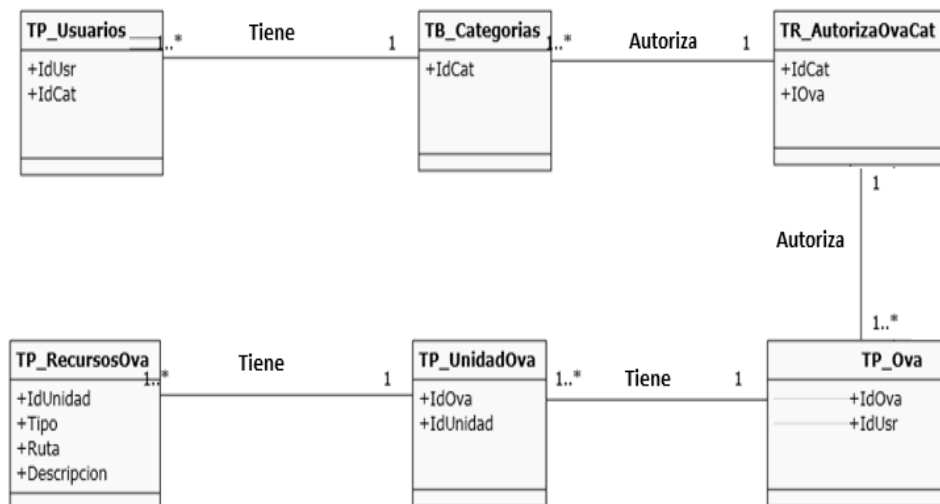 TP_Usuarios
+IdUsr
+IdCat
1..*
Tiene
1
TB_Categorias
+IdCat
1..*
Autoriza
1
TR_AutorizaOvaCat
+IdCat
+IOva
1
Autoriza
1..*
TP_RecursosOva
+IdUnidad
+Tipo
+Ruta
+Descripcion
1..*
Tiene
1
TP_UnidadOva
+IdOva
+IdUnidad
1..*
Tiene
1
TP_Ova
+IdOva
+IdUsr